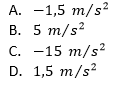 A. −1,5 m/s²
B. 5 m/s²
C. −15 m/s²
D. 1,5 m/s²